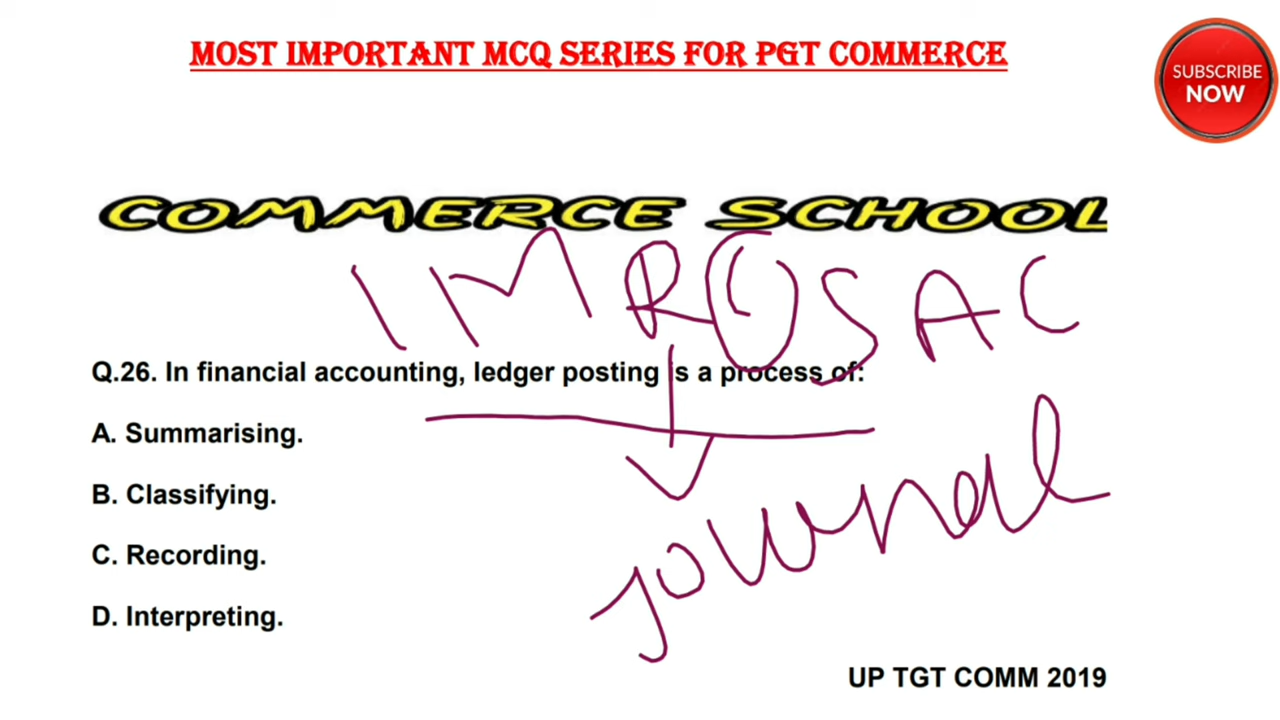 MOST IMPORTANT MCQ SERIES FOR PGT COMMERCE
SUBSCRIBE
NOW
COMMERCE SCHOOL
IMROSAC
Q.26. In financial accounting, ledger posting is a process of:
A. Summarising.
B. Classifying.
C. Recording.
D. Interpreting.
Journal
UP TGT COMM 2019